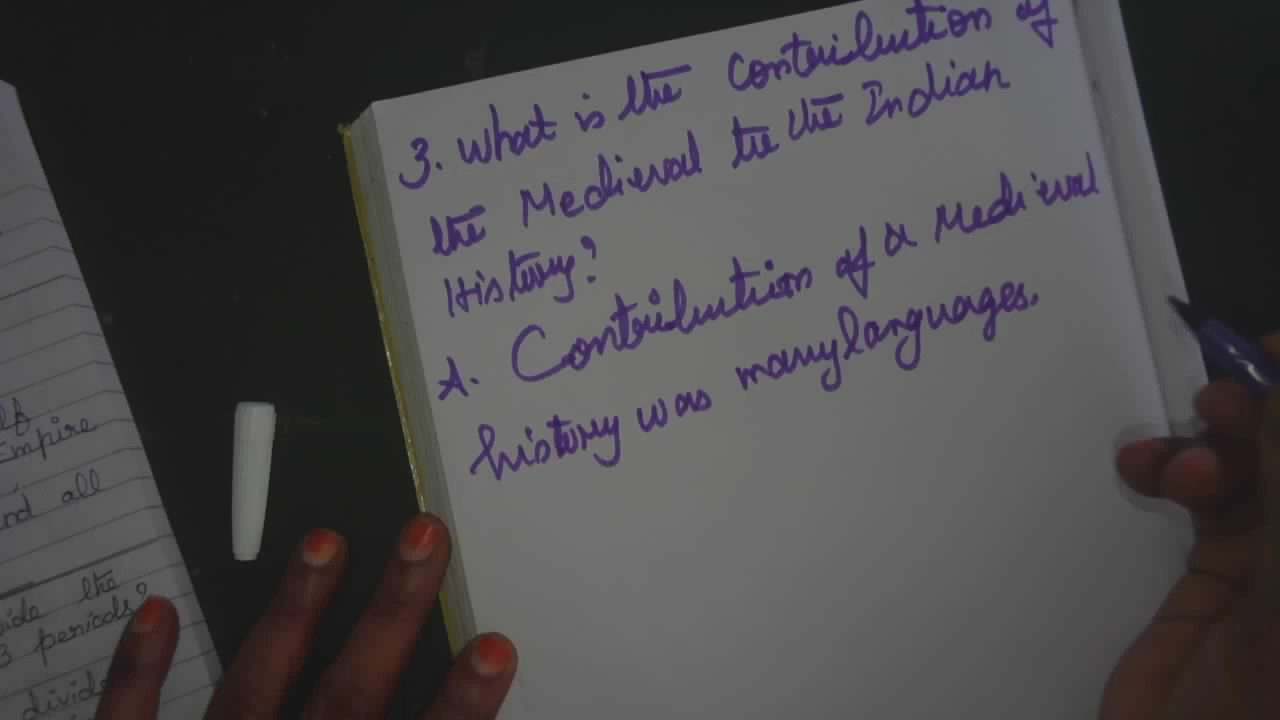 3. What is the Contribution of
the Medieval to the Indian
History?
A. Contribution of a Medieval
history was many languages.
Empire
and all
the
3 periods?
divide